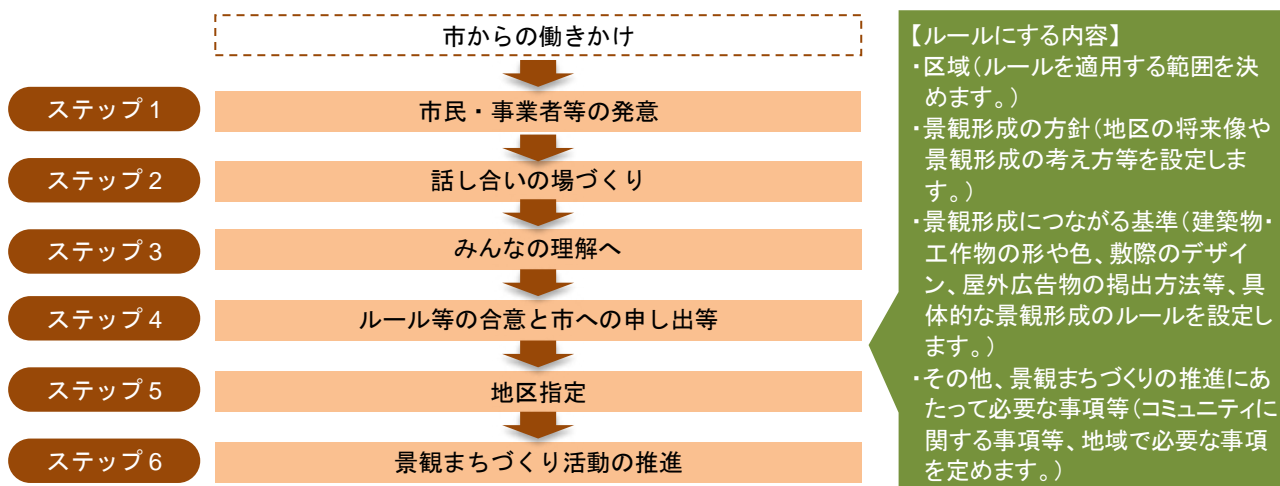 市からの働きかけ
ステップ１
市民・事業者等の発意
ステップ２
話し合いの場づくり
ステップ３
みんなの理解へ
ステップ４
ルール等の合意と市への申し出等
ステップ５
地区指定
ステップ６
景観まちづくり活動の推進
【ルールにする内容】
・区域（ルールを適用する範囲を決
めます。）
・景観形成の方針（地区の将来像や
景観形成の考え方等を設定しま
す。）
・景観形成につながる基準（建築物・
工作物の形や色、敷際のデザイ
ン、屋外広告物の掲出方法等、具
体的な景観形成のルールを設定し
ます。）
・その他、景観まちづくりの推進にあ
たって必要な事項等（コミュニティに
関する事項等、地域で必要な事項
を定めます。）